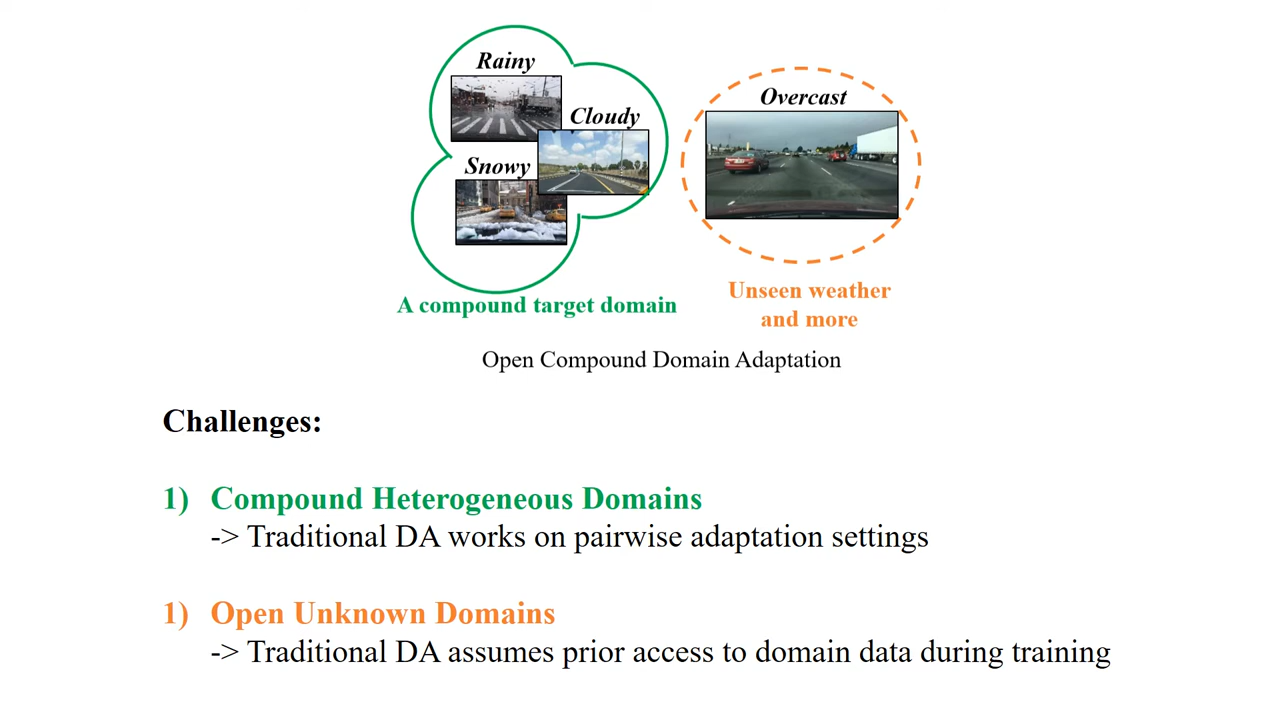 Rainy
Cloudy
Snowy
A compound target domain
Overcast
Unseen weather
and more
Open Compound Domain Adaptation
Challenges:
1) Compound Heterogeneous Domains
-> Traditional DA works on pairwise adaptation settings
1) Open Unknown Domains
-> Traditional DA assumes prior access to domain data during training